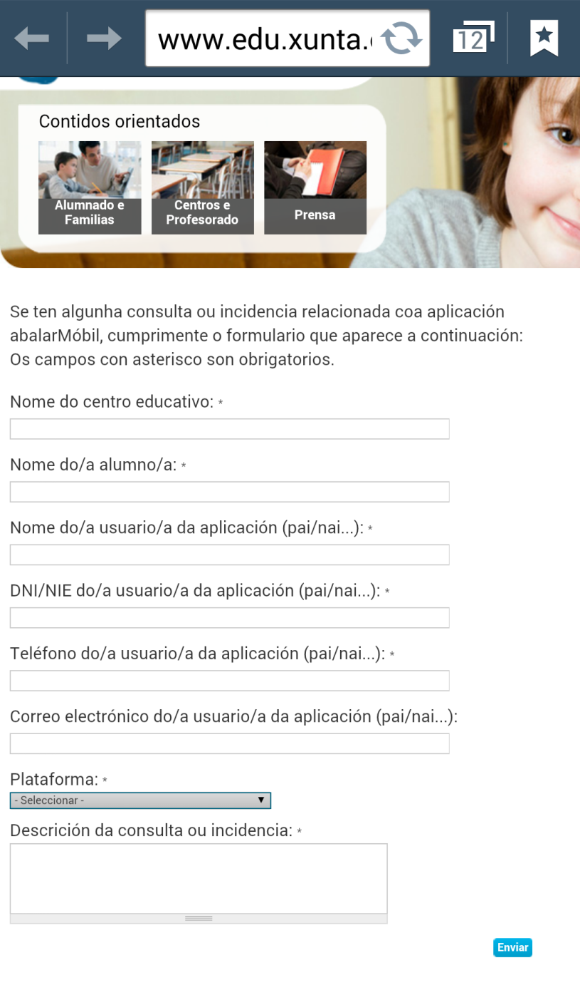 www.edu.xunta.
12
Contidos orientados
Alumnado e
Familias
Centros e
Profesorado
Prensa
Se ten algunha consulta ou incidencia relacionada coa aplicación
abalarMóbil, cumprimente o formulario que aparece a continuación:
Os campos con asterisco son obrigatorios.
Nome do centro educativo: *
Nome do/a alumno/a: *
Nome do/a usuario/a da aplicación (pai/nai...): *
DNI/NIE do/a usuario/a da aplicación (pai/nai...): *
Teléfono do/a usuario/a da aplicación (pai/nai...): *
Correo electrónico do/a usuario/a da aplicación (pai/nai...):
Plataforma: *
- Seleccionar -
Descrición da consulta ou incidencia: *
Enviar